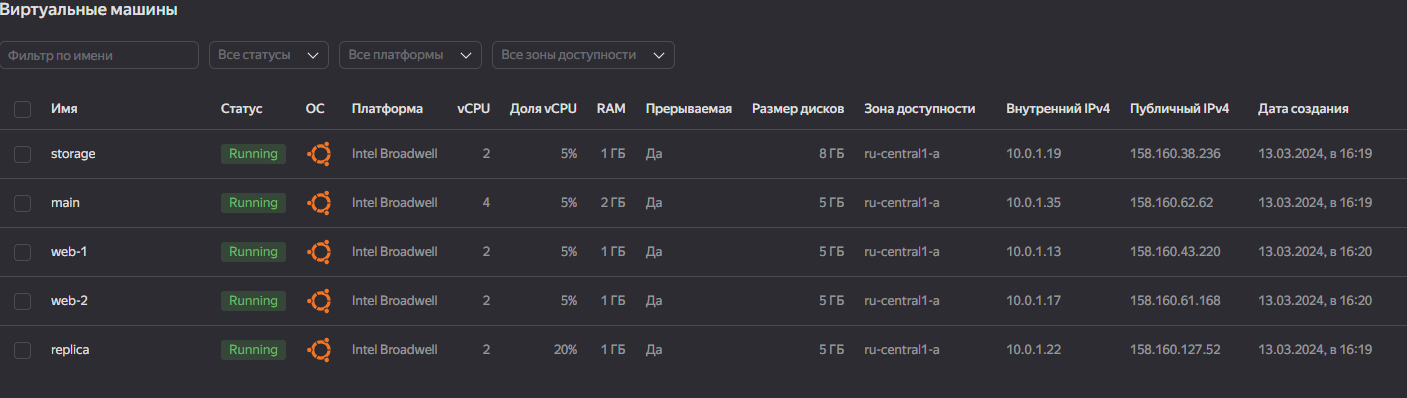 Виртуальные машины
Фильтр по имени Все статусы Все платформы Все зоны доступности
Имя Статус ОС Платформа vCPU Доля vCPU RAM Прерываемая Размер дисков Зона доступности Внутренний IPv4 Публичный IPv4 Дата создания
storage Running Intel Broadwell 2 5% 1 ГБ Да 8 ГБ ru-central1-a 10.0.1.19 158.160.38.236 13.03.2024, в 16:19
main Running Intel Broadwell 4 5% 2 ГБ Да 5 ГБ ru-central1-a 10.0.1.35 158.160.62.62 13.03.2024, в 16:19
web-1 Running Intel Broadwell 2 5% 1 ГБ Да 5 ГБ ru-central1-a 10.0.1.13 158.160.43.220 13.03.2024, в 16:20
web-2 Running Intel Broadwell 2 5% 1 ГБ Да 5 ГБ ru-central1-a 10.0.1.17 158.160.61.168 13.03.2024, в 16:20
replica Running Intel Broadwell 2 20% 1 ГБ Да 5 ГБ ru-central1-a 10.0.1.22 158.160.127.52 13.03.2024, в 16:19